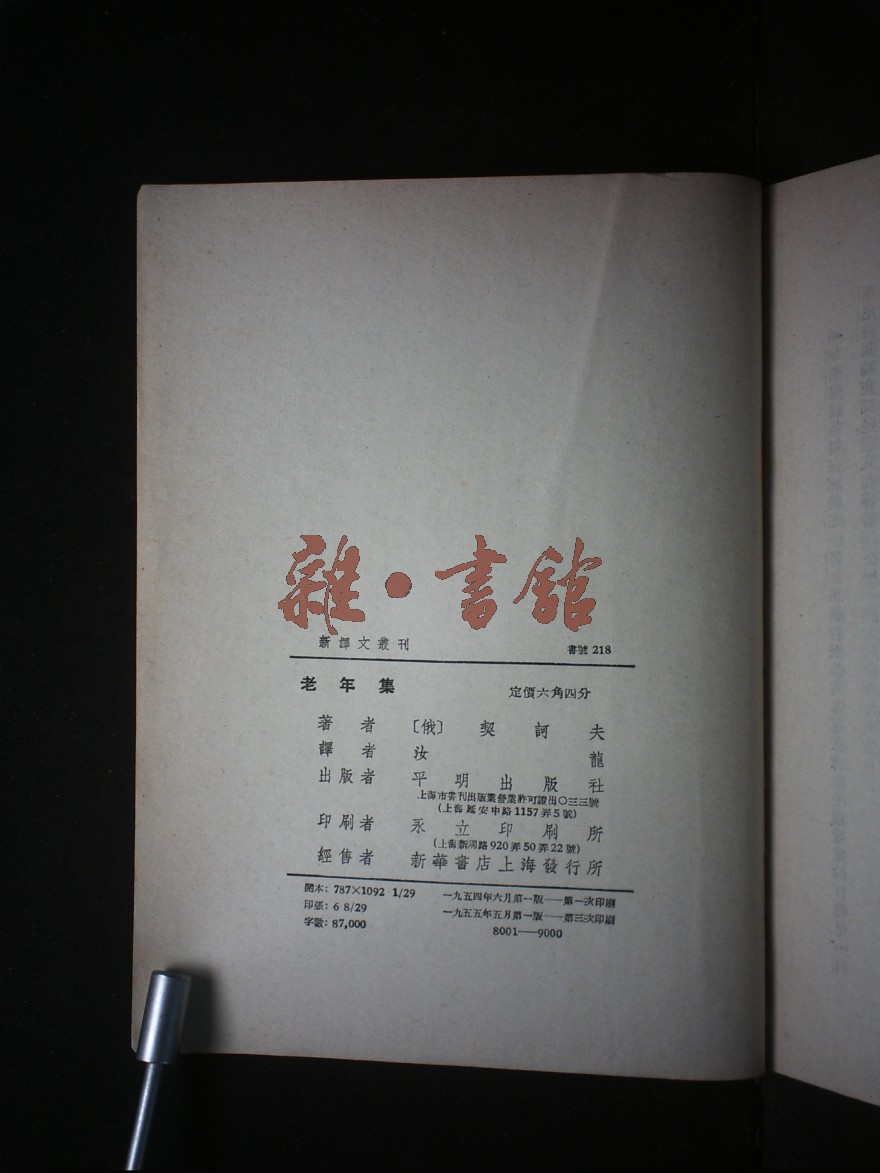 雜·書館
新譯文叢刊 書號 218
老年集 定價六角四分
著者 〔俄〕契訶夫
譯者 汝龍
出版者 平明出版社
上海市書刊出版業營業許可證出〇三三號
(上海延安中路1157弄5號)
印刷者 永立印刷所
(上海新閘路920弄50弄22號)
經售者 新華書店上海發行所
開本: 787×1092 1/29 一九五四年六月第一版——第一次印刷
印張: 6 8/29 一九五五年五月第一版——第三次印刷
字數: 87,000 8001——9000